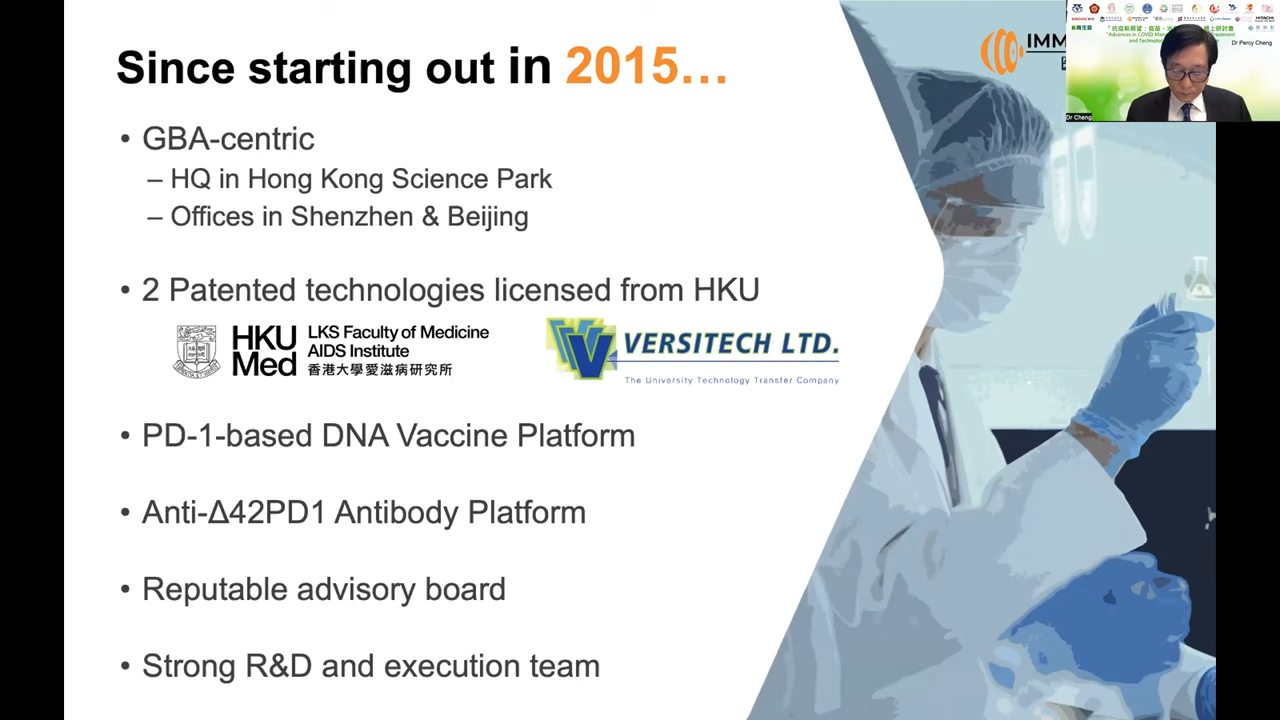 Since starting out in 2015…
• GBA-centric
– HQ in Hong Kong Science Park
– Offices in Shenzhen & Beijing
• 2 Patented technologies licensed from HKU
HKU
Med
LKS Faculty of Medicine
AIDS Institute
香港大學愛滋病研究所
VERSITECH LTD.
The University Technology Transfer Company
• PD-1-based DNA Vaccine Platform
• Anti-Δ42PD1 Antibody Platform
• Reputable advisory board
• Strong R&D and execution team
IMM
Dr Percy Cheng
Dr Cheng